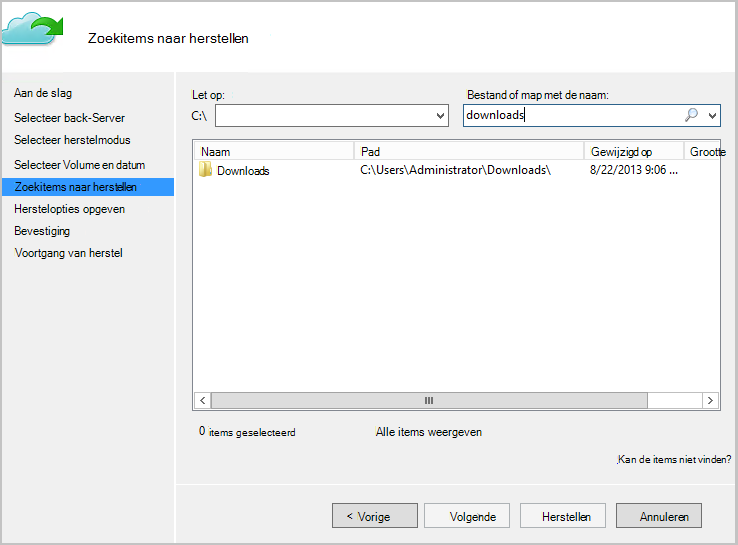 Zoekitems naar herstellen
Aan de slag
Selecteer back-Server
Selecteer herstelmodus
Selecteer Volume en datum
Zoekitems naar herstellen
Herstelopties opgeven
Bevestiging
Voortgang van herstel
Let op:
C:\
Bestand of map met de naam:
downloads
Naam Pad Gewijzigd op Grootte
Downloads C:\Users\Administrator\Downloads\ 8/22/2013 9:06 ...
0 items geselecteerd
Alle items weergeven
Kan de items niet vinden?
< Vorige
Volgende
Herstellen
Annuleren